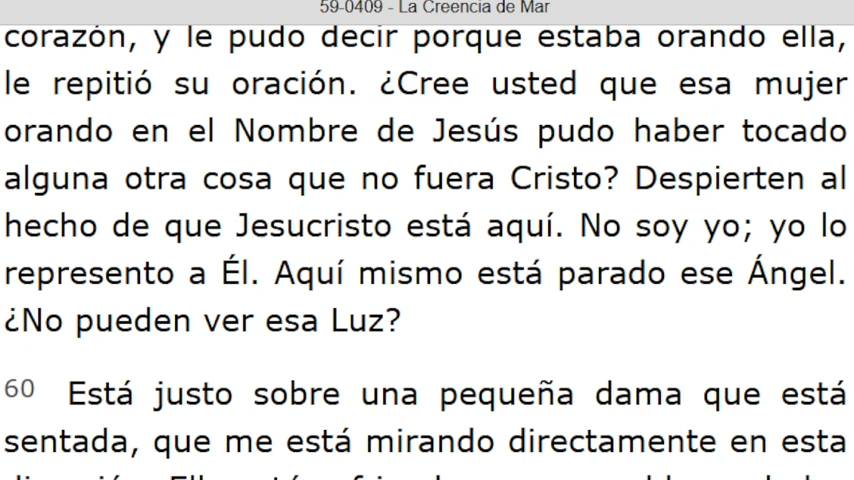 59-0409 - La Creencia de Mar
corazón, y le pudo decir porque estaba orando ella,
le repitió su oración. ¿Cree usted que esa mujer
orando en el Nombre de Jesús pudo haber tocado
alguna otra cosa que no fuera Cristo? Despierten al
hecho de que Jesucristo está aquí. No soy yo; yo lo
represento a Él. Aquí mismo está parado ese Ángel.
¿No pueden ver esa Luz?
60 Está justo sobre una pequeña dama que está
sentada, que me está mirando directamente en esta